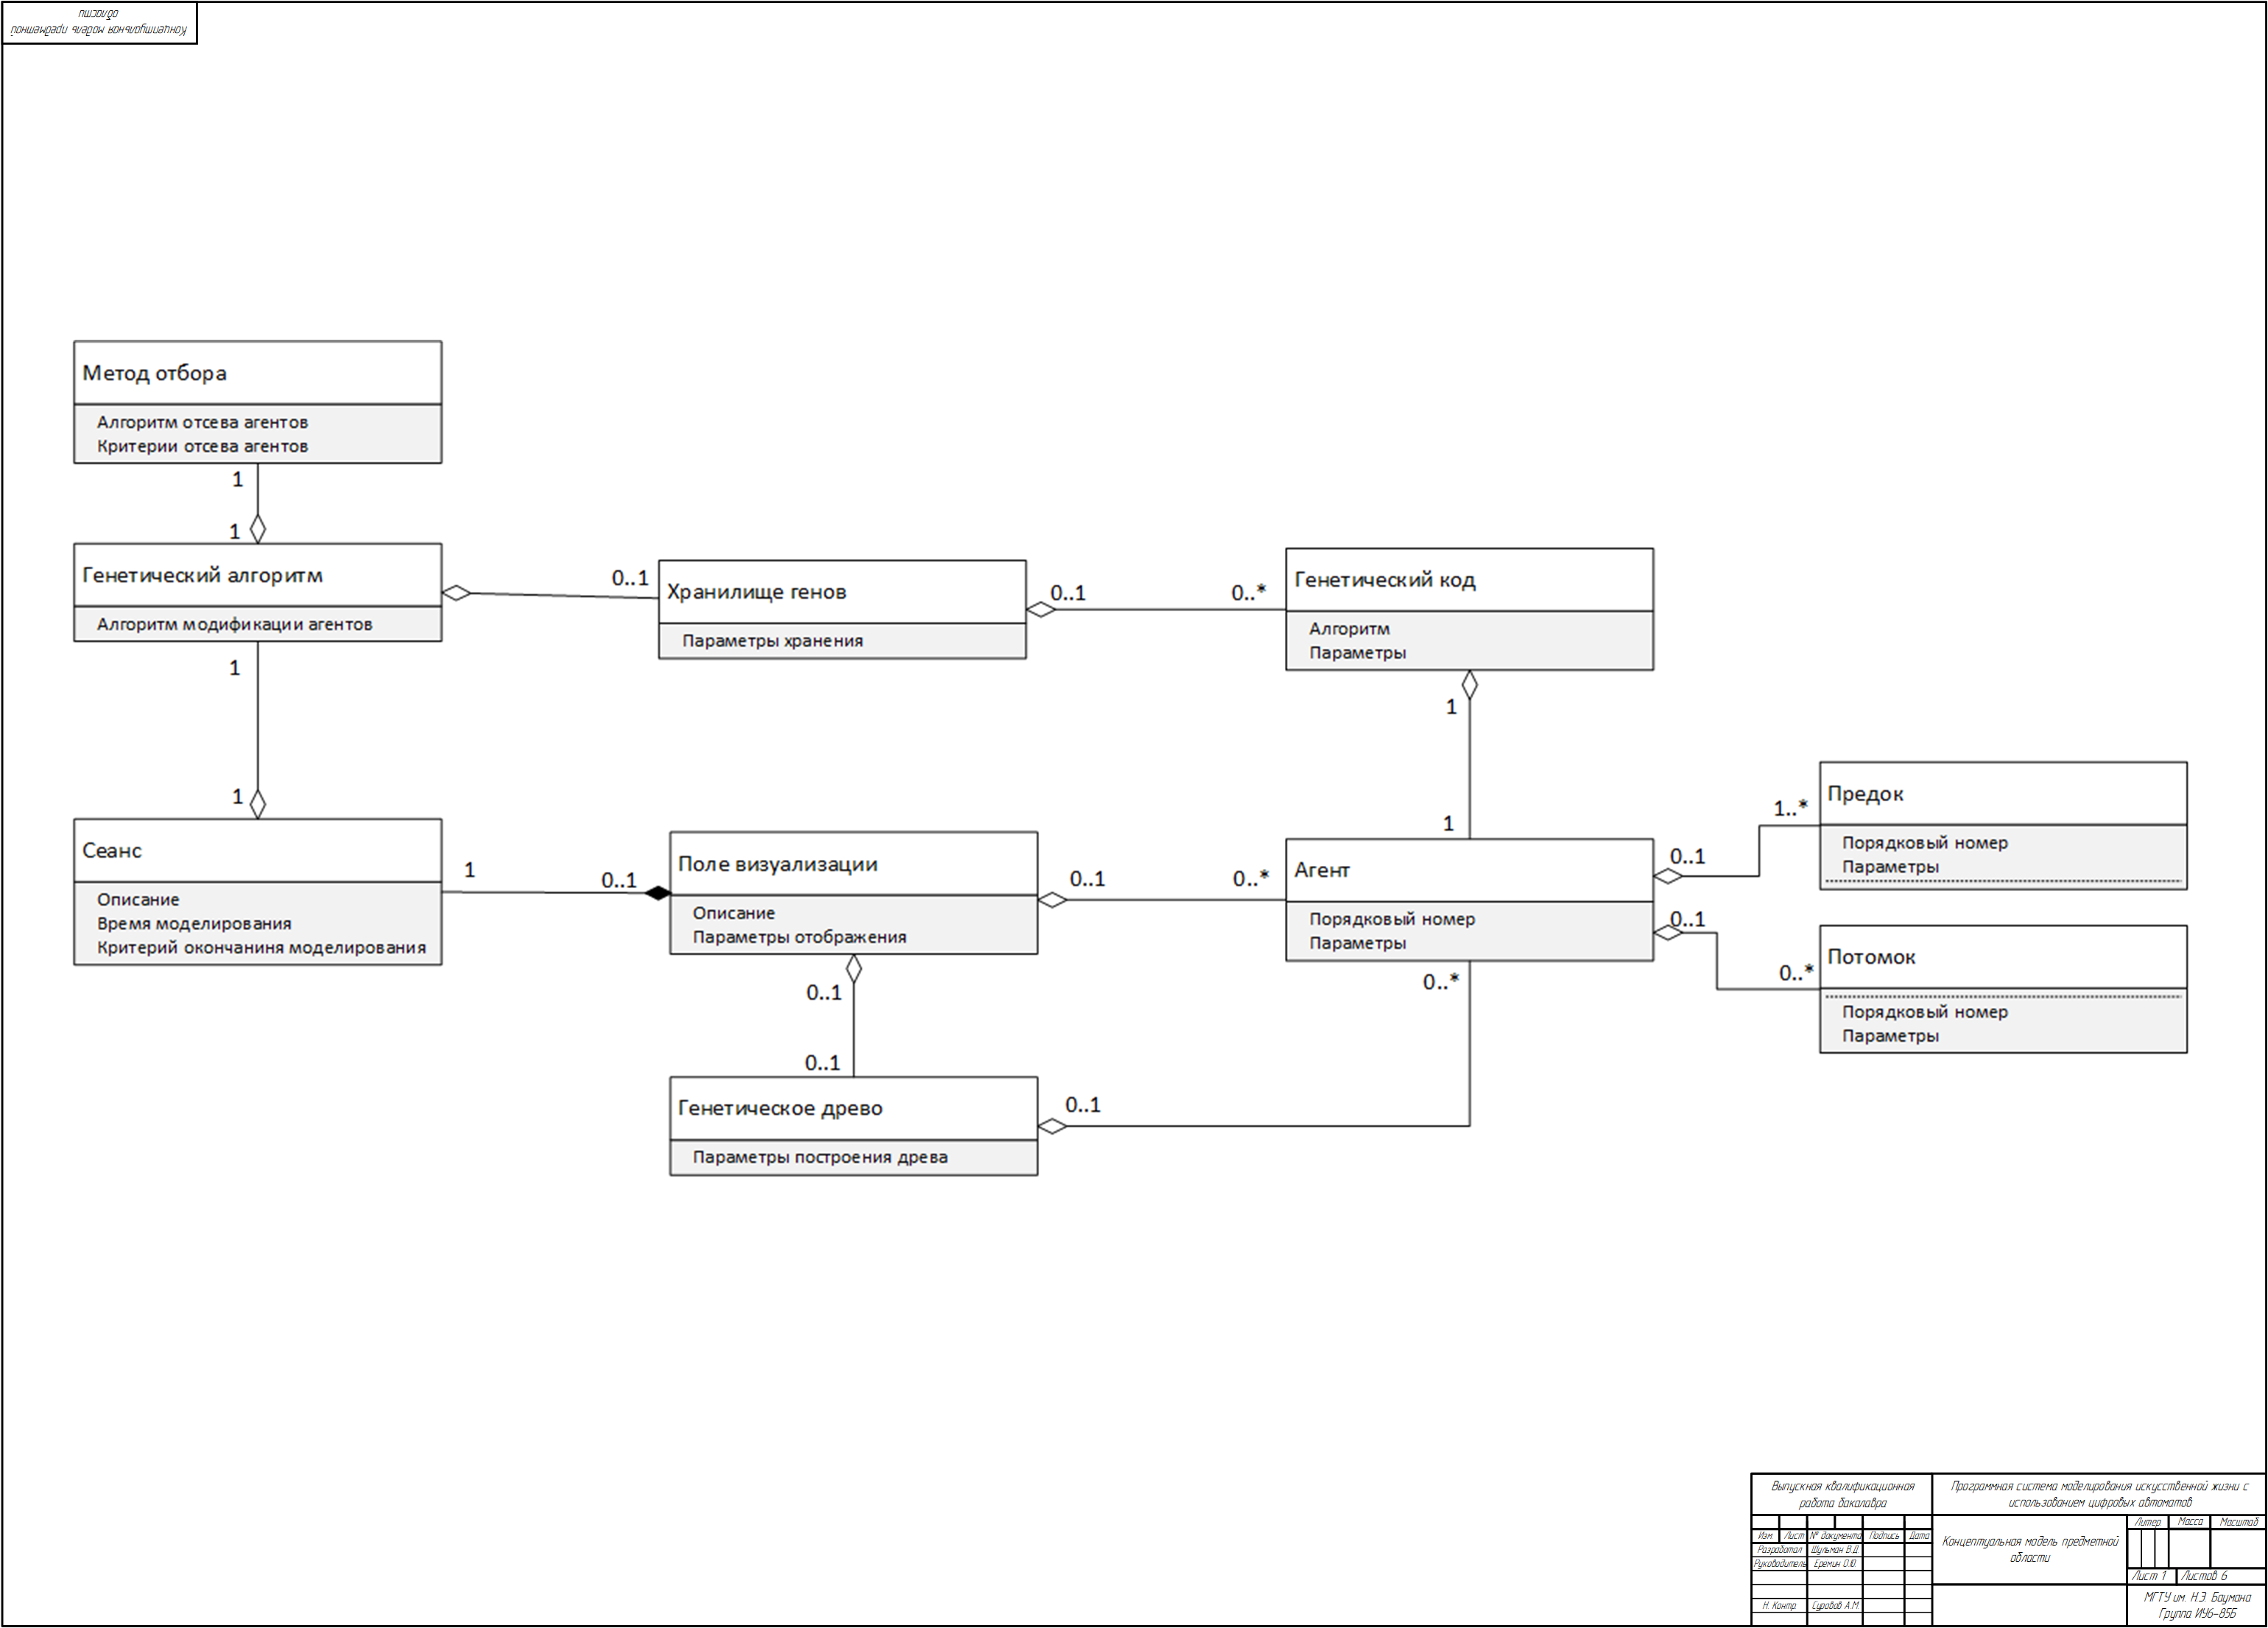 Концептуальная модель предметной
области
Метод отбора
Алгоритм отсева агентов
Критерии отсева агентов
1
1
Генетический алгоритм
Алгоритм модификации агентов
0..1
Хранилище генов
Параметры хранения
0..1
0..*
Генетический код
Алгоритм
Параметры
1
1
1
1
Сеанс
Описание
Время моделирования
Критерий окончаниня моделирования
1
0..1
Поле визуализации
Описание
Параметры отображения
0..1
0..*
Агент
Порядковый номер
Параметры
0..1
1..*
Предок
Порядковый номер
Параметры
0..1
0..*
Потомок
Порядковый номер
Параметры
0..1
0..1
0..*
Генетическое древо
Параметры построения древа
0..1
Выпускная квалификационная
работа бакалавра
Программная система моделирования искусственной жизни с
использованием цифровых автоматов
Изм. Лист № документа Подпись Дата
Разработал Шульман В.Д.
Руководитель Еремин О.Ю.
Н. Контр. Суровов А.М.
Концептуальная модель предметной
области
Литер. Масса Масштаб
Лист 1 Листов 6
МГТУ им. Н.Э. Баумана
Группа ИУ6-85Б